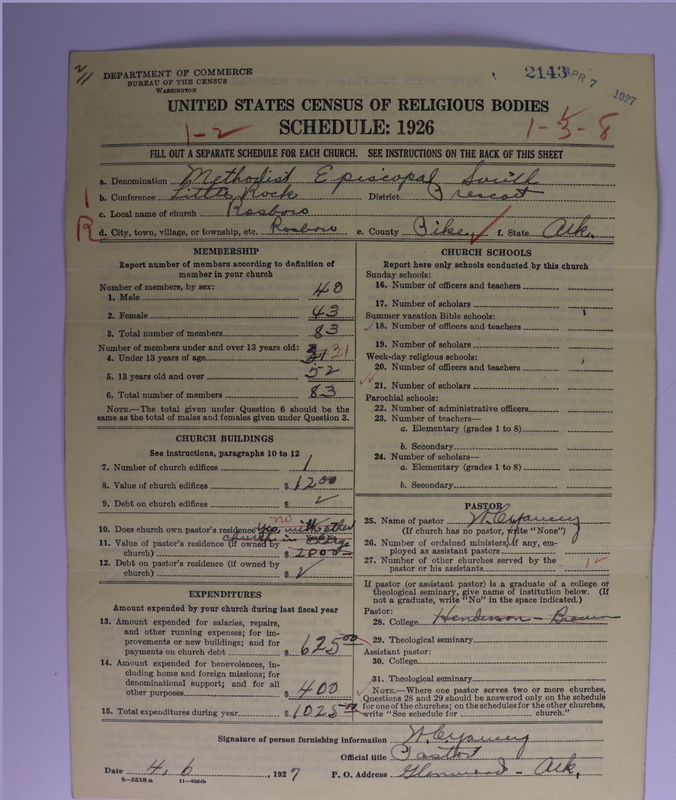 2/11
DEPARTMENT OF COMMERCE
BUREAU OF THE CENSUS
WASHINGTON
2143 APR 7 1927
UNITED STATES CENSUS OF RELIGIOUS BODIES
SCHEDULE: 1926
1-2
1-3-8
FILL OUT A SEPARATE SCHEDULE FOR EACH CHURCH. SEE INSTRUCTIONS ON THE BACK OF THIS SHEET
a. Denomination Methodist Episcopal South
b. Conference Little Rock District Prescot
c. Local name of church Rosboro
R
d. City, town, village, or township, etc. Rosboro e. County Pike f. State Ark.
MEMBERSHIP
Report number of members according to definition of
member in your church
Number of members, by sex:
1. Male 40
2. Female 43
3. Total number of members 83
Number of members under and over 13 years old:
4. Under 13 years of age 31
5. 13 years old and over 52
6. Total number of members 83
NOTE.—The total given under Question 6 should be the
same as the total of males and females given under Question 3.
CHURCH BUILDINGS
See instructions, paragraphs 10 to 12
7. Number of church edifices 1
8. Value of church edifices $1200
9. Debt on church edifices $ ✓
10. Does church own pastor's residence yes with other no
church in charge
11. Value of pastor's residence (if owned by
church) $ 2000
12. Debt on pastor's residence (if owned by
church) $ ✓
EXPENDITURES
Amount expended by your church during last fiscal year
13. Amount expended for salaries, repairs,
and other running expenses; for im-
provements or new buildings; and for
payments on church debt $ 625 00
14. Amount expended for benevolences, in-
cluding home and foreign missions; for
denominational support; and for all
other purposes $ 400
15. Total expenditures during year $1025
CHURCH SCHOOLS
Report here only schools conducted by this church
Sunday schools:
16. Number of officers and teachers
17. Number of scholars
Summer vacation Bible schools:
18. Number of officers and teachers
19. Number of scholars
Week-day religious schools:
20. Number of officers and teachers
21. Number of scholars
Parochial schools:
22. Number of administrative officers
23. Number of teachers—
a. Elementary (grades 1 to 8)
b. Secondary
24. Number of scholars—
a. Elementary (grades 1 to 8)
b. Secondary
PASTOR
25. Name of pastor W. C.
(If church has no pastor, write "None")
26. Number of ordained ministers, if any, em-
ployed as assistant pastors
27. Number of other churches served by the
pastor or his assistants 1
If pastor (or assistant pastor) is a graduate of a college or
theological seminary, give name of institution below. (If
not a graduate, write "No" in the space indicated.)
Pastor:
28. College Henderson-Brown
29. Theological seminary
Assistant pastor:
30. College
31. Theological seminary
NOTE.—Where one pastor serves two or more churches,
Questions 28 and 29 should be answered only on the schedule
for one of the churches; on the schedules for the other churches,
write "See schedule for church."
Signature of person furnishing information W. C.
Official title Pastor
Date 4, 6, 1927 P. O. Address Glenwood - Ark.